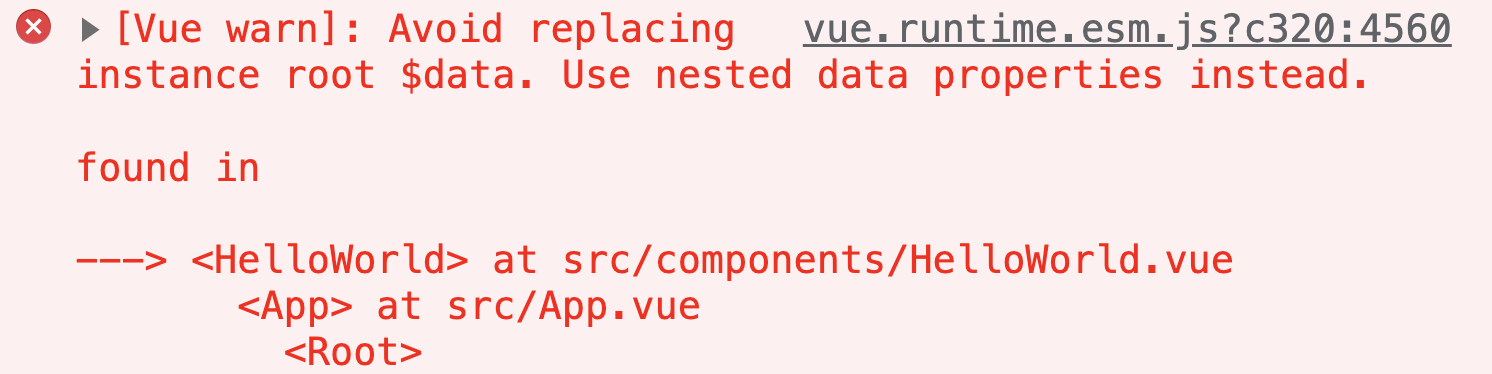 [Vue warn]: Avoid replacing vue.runtime.esm.js?c320:4560
instance root $data. Use nested data properties instead.
found in
---> <HelloWorld> at src/components/HelloWorld.vue
<App> at src/App.vue
<Root>